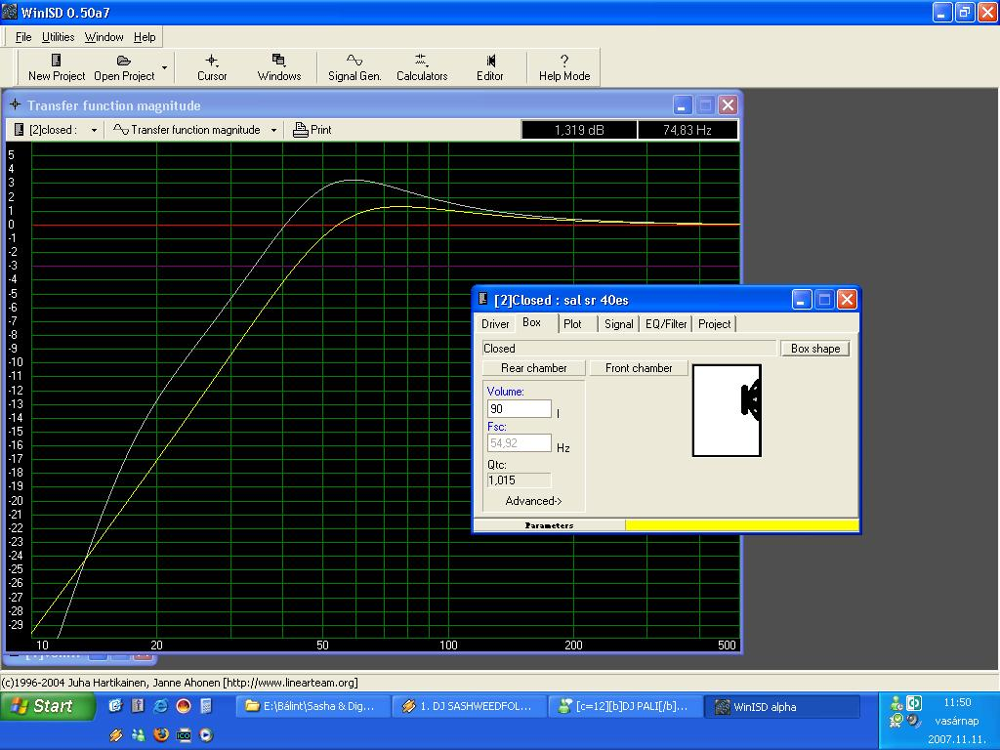 WinISD 0.50a7
File Utilities Window Help
New Project Open Project Cursor Windows Signal Gen. Calculators Editor Help Mode
Transfer function magnitude
[2]closed : Transfer function magnitude Print 1,319 dB 74,83 Hz
5
4
3
2
1
0
-1
-2
-3
-4
-5
-6
-7
-8
-9
-10
-11
-12
-13
-14
-15
-16
-17
-18
-19
-20
-21
-22
-23
-24
-25
-26
-27
-28
-29
10 20 50 100 200 500
[2]Closed : sal sr 40es
Driver Box Plot Signal EQ/Filter Project
Closed Box shape
Rear chamber Front chamber
Volume:
90 l
Fsc:
54,92 Hz
Qtc:
1,015
Advanced->
Parameters
(c)1996-2004 Juha Hartikainen, Janne Ahonen [http://www.linearteam.org]
Start E:\Bálint\Sasha & Dig... 1. DJ SASHWEEDFOL... [c=12][b]DJ PALI[/b]... WinISD alpha
11:50
vasárnap
2007.11.11.